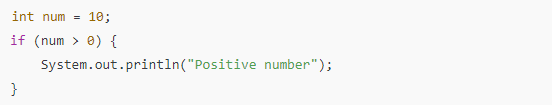 int num = 10;
if (num > 0) {
    System.out.println("Positive number");
}